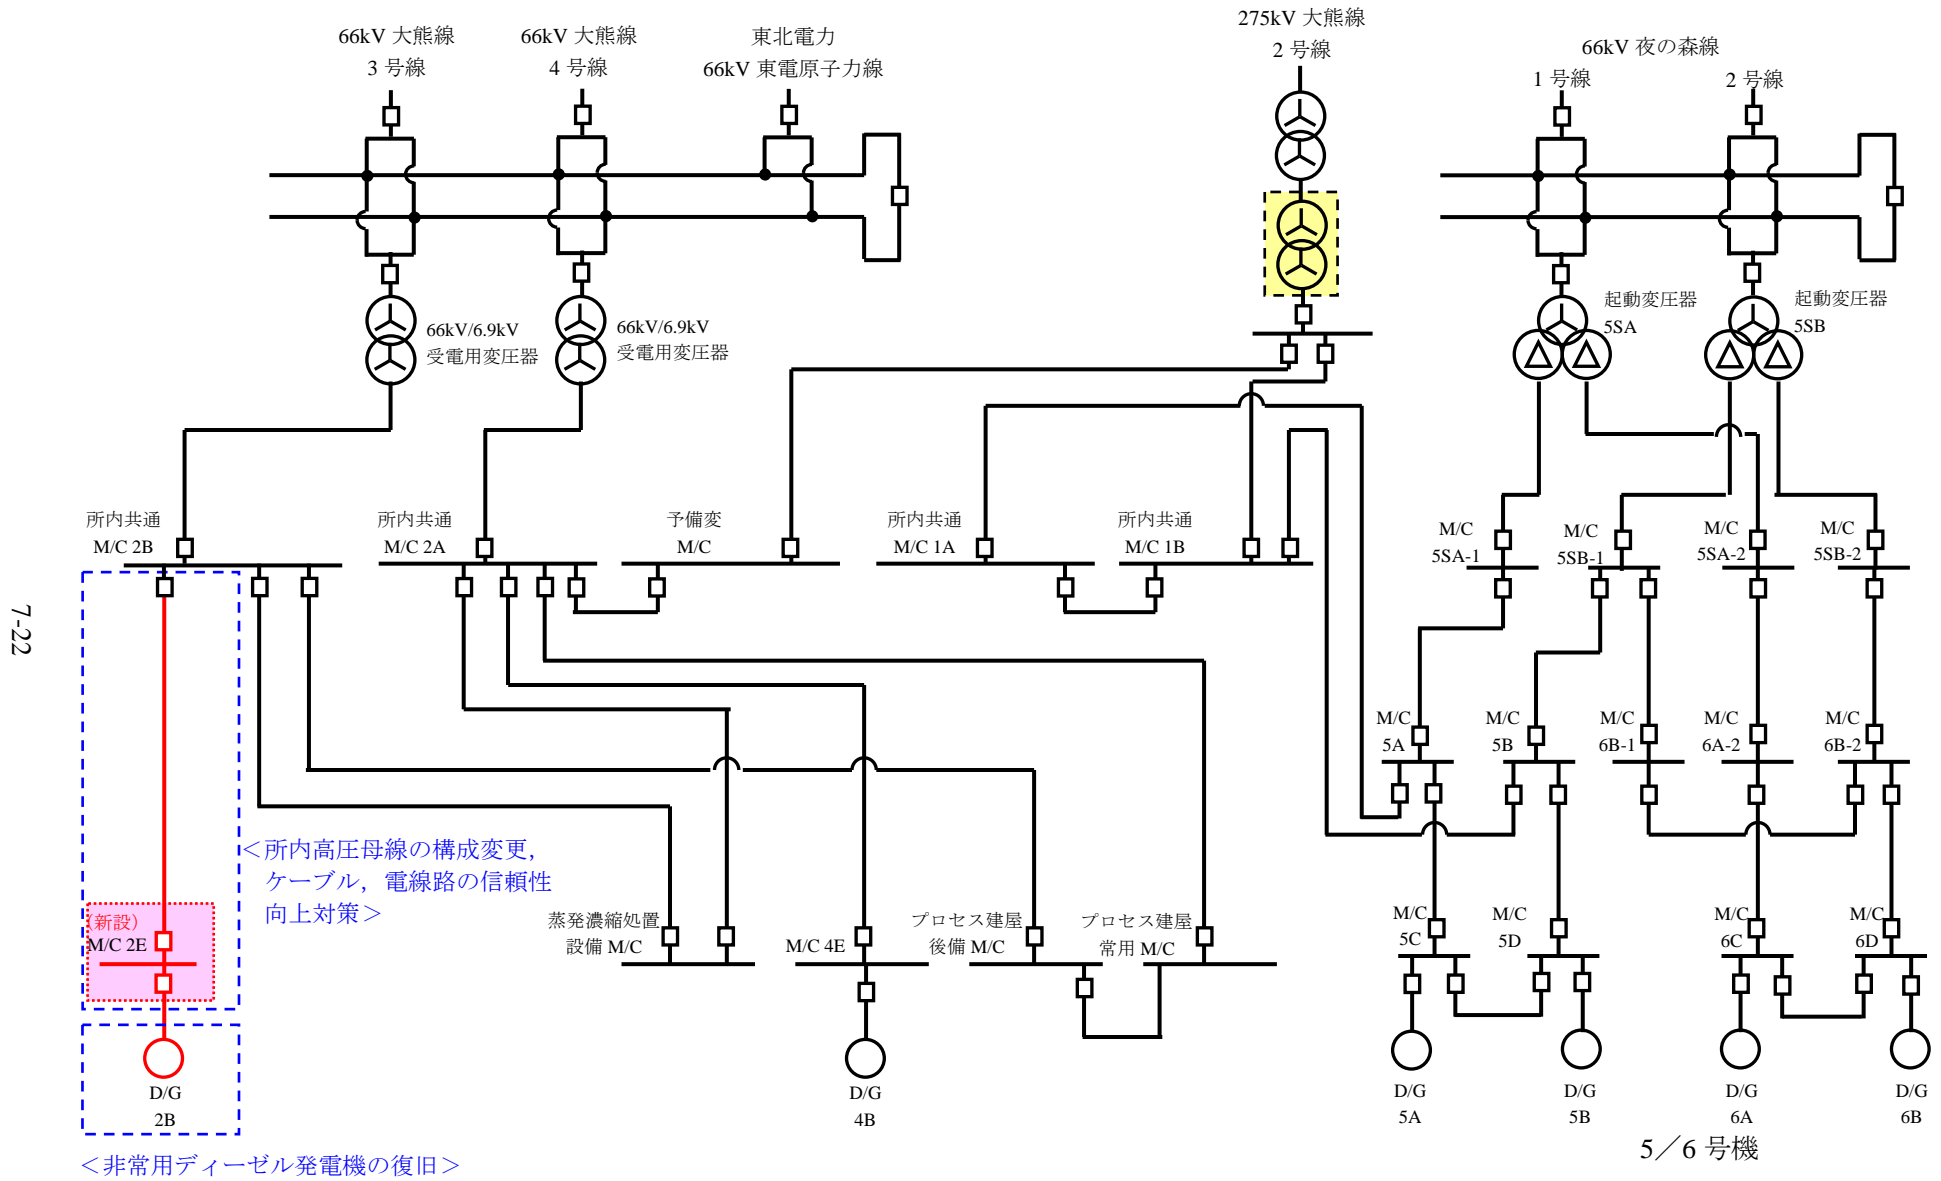 66kV 大熊線
3 号線
66kV 大熊線
4 号線
東北電力
66kV 東電原子力線
275kV 大熊線
2 号線
66kV 夜の森線
1 号線
2 号線
66kV/6.9kV
受電用変圧器
66kV/6.9kV
受電用変圧器
起動変圧器
5SA
起動変圧器
5SB
所内共通
M/C 2B
所内共通
M/C 2A
予備変
M/C
所内共通
M/C 1A
所内共通
M/C 1B
M/C
5SA-1
M/C
5SB-1
M/C
5SA-2
M/C
5SB-2
7-22
M/C
5A
M/C
5B
M/C
6B-1
M/C
6A-2
M/C
6B-2
＜所内高圧母線の構成変更，
ケーブル，電線路の信頼性
向上対策＞
（新設）
M/C 2E
蒸発濃縮処置
設備 M/C
M/C 4E
プロセス建屋
後備 M/C
プロセス建屋
常用 M/C
M/C
5C
M/C
5D
M/C
6C
M/C
6D
D/G
2B
D/G
4B
D/G
5A
D/G
5B
D/G
6A
D/G
6B
5／6 号機
＜非常用ディーゼル発電機の復旧＞